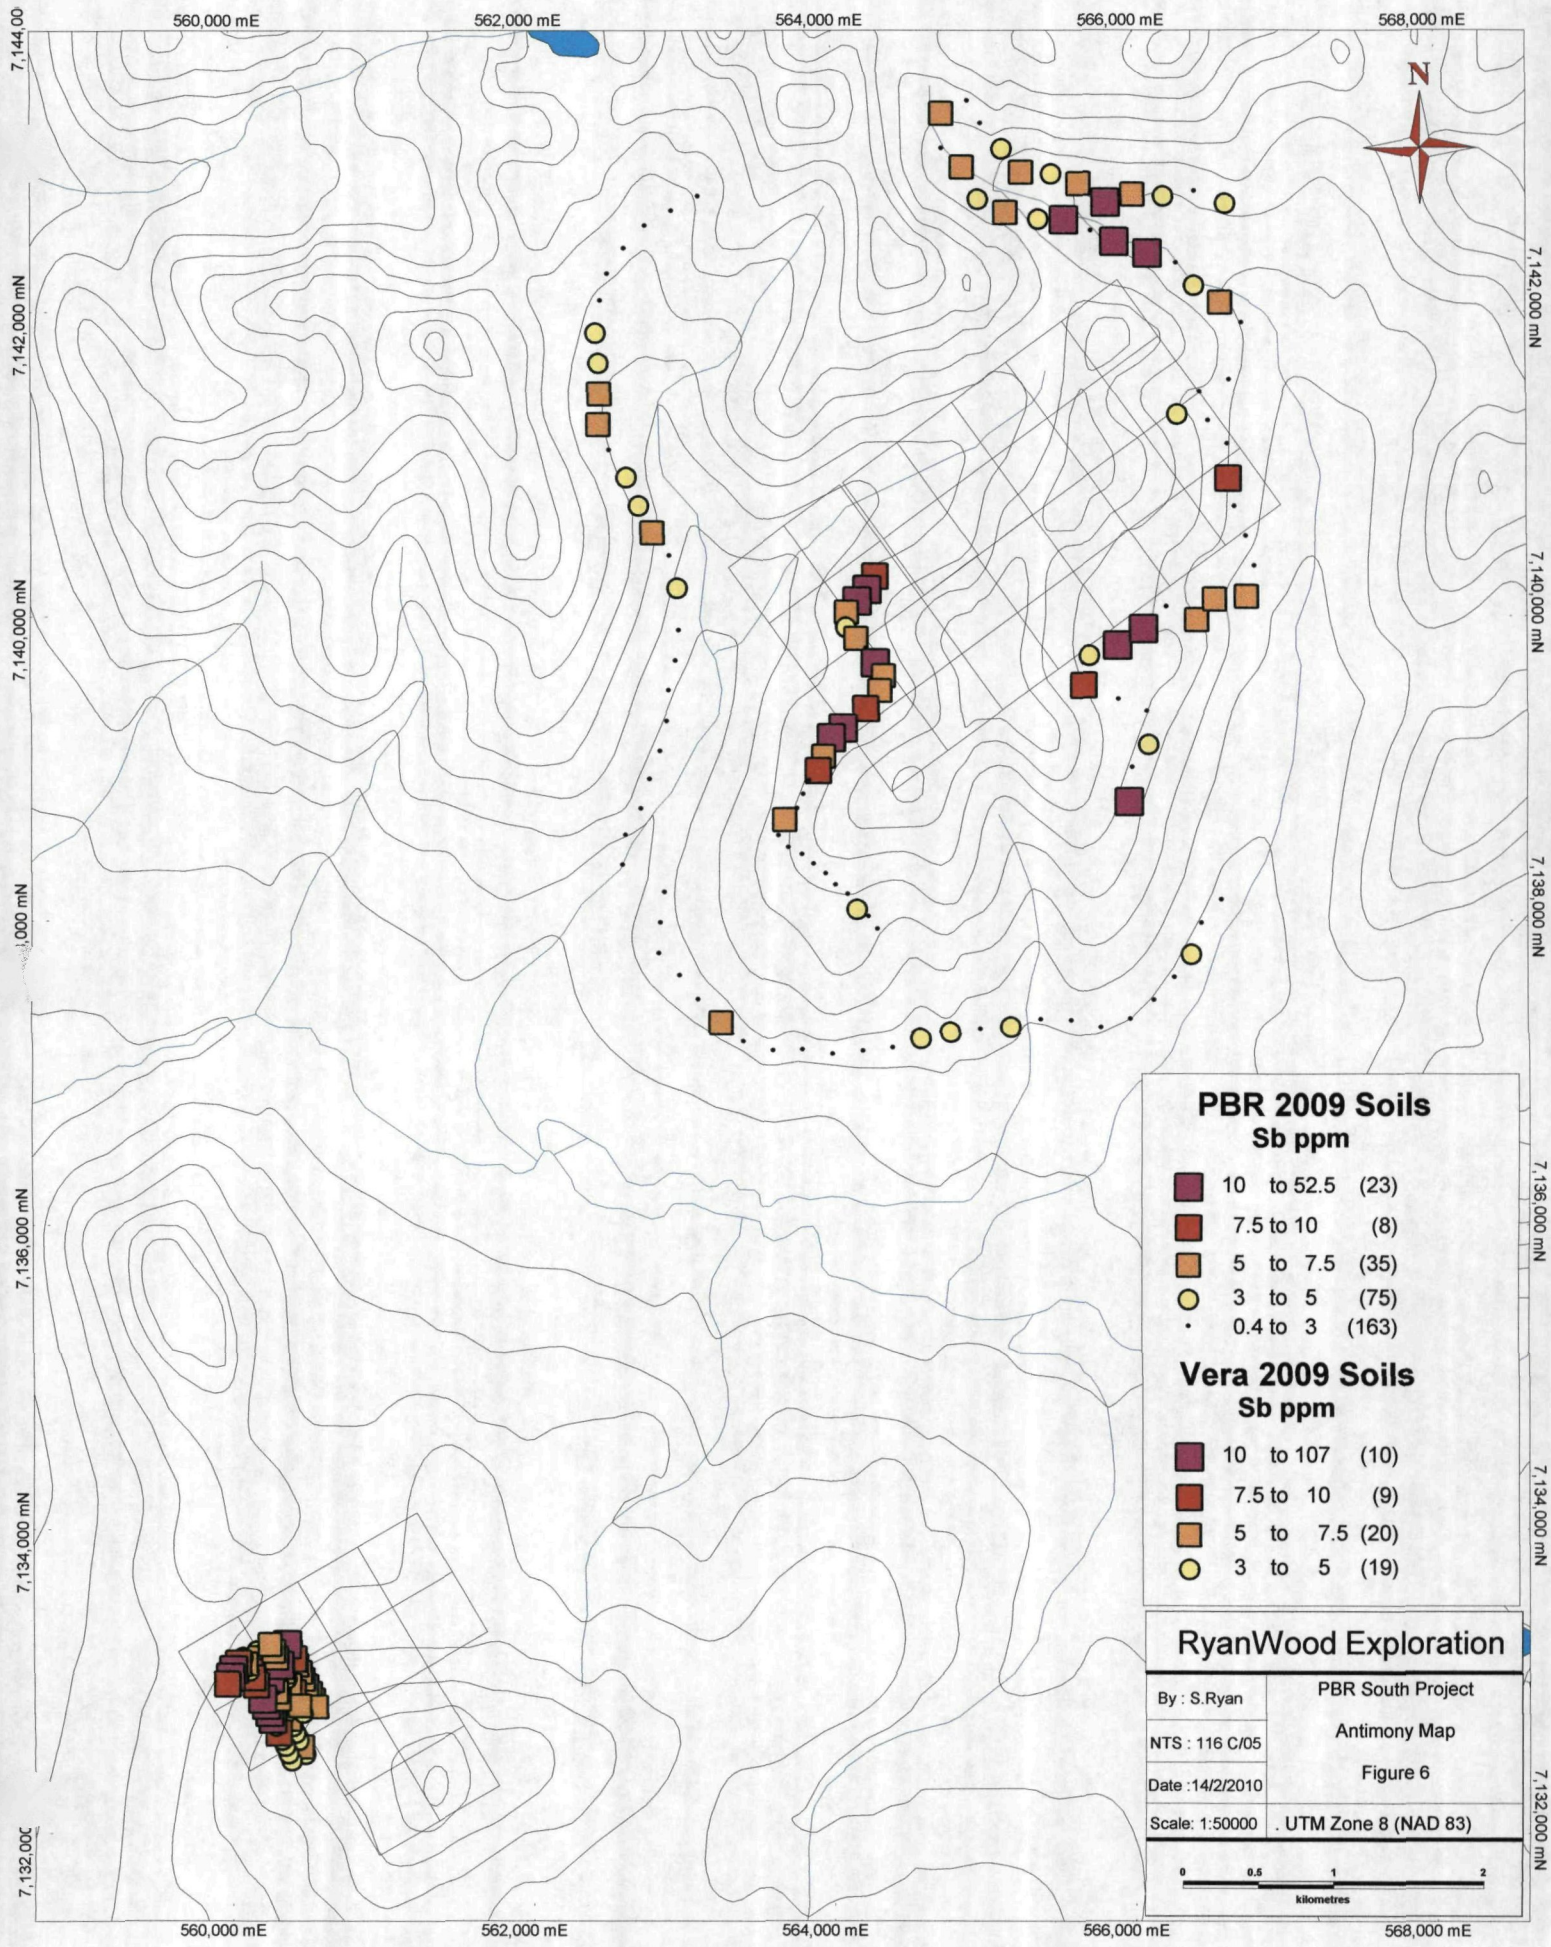 560,000 mE 562,000 mE 564,000 mE 566,000 mE 568,000 mE
7,144,00
N
7,142,000 mN
7,142,000 mN
7,140,000 mN
7,140,000 mN
7,138,000 mN
,000 mN
PBR 2009 Soils
Sb ppm
10 to 52.5 (23)
7.5 to 10 (8)
5 to 7.5 (35)
3 to 5 (75)
0.4 to 3 (163)
7,136,000 mN
7,136,000 mN
Vera 2009 Soils
Sb ppm
10 to 107 (10)
7.5 to 10 (9)
5 to 7.5 (20)
3 to 5 (19)
7,134,000 mN
7,134,000 mN
RyanWood Exploration
By : S.Ryan
PBR South Project
NTS : 116 C/05
Antimony Map
Date :14/2/2010
Figure 6
Scale: 1:50000
. UTM Zone 8 (NAD 83)
0 0.5 1 2
kilometres
7,132,000 mN
7,132,00
560,000 mE 562,000 mE 564,000 mE 566,000 mE 568,000 mE